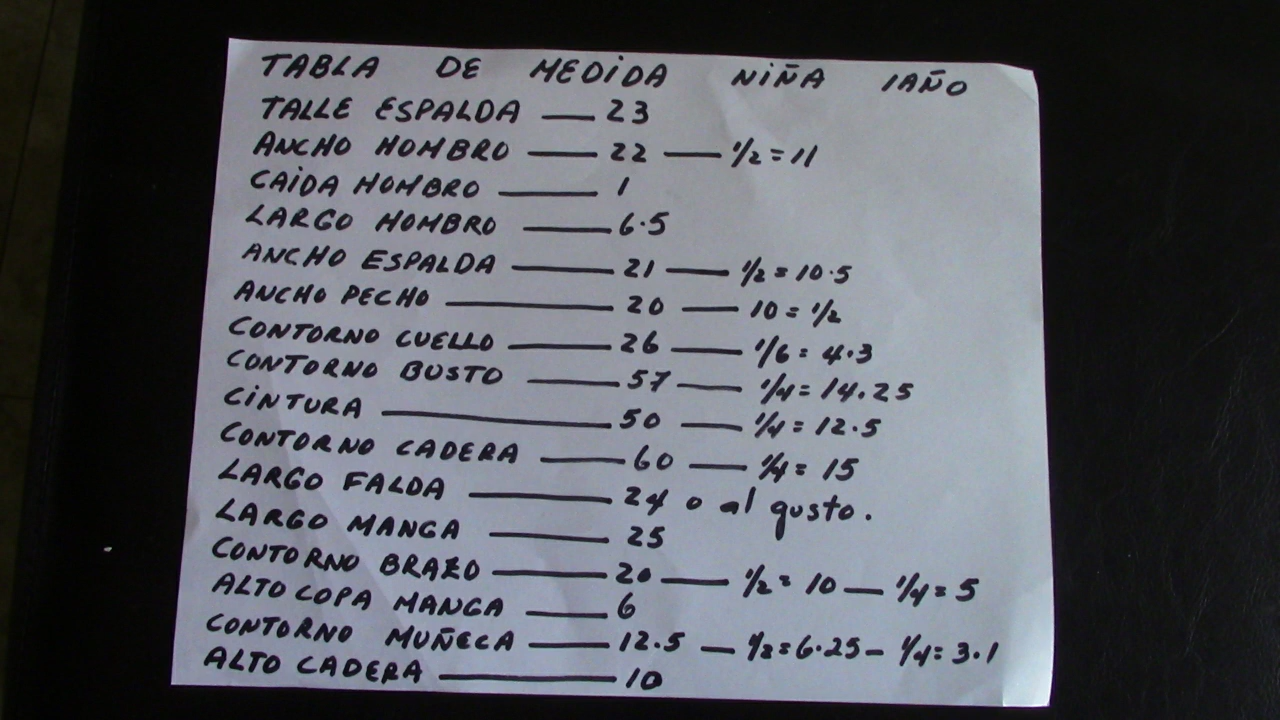 TABLA DE MEDIDA NIÑA 1AÑO
TALLE ESPALDA — 23
ANCHO HOMBRO — 22 — 1/2 = 11
CAIDA HOMBRO — 1
LARGO HOMBRO — 6.5
ANCHO ESPALDA — 21 — 1/2 = 10.5
ANCHO PECHO — 20 — 10 = 1/2
CONTORNO CUELLO — 26 — 1/6 = 4.3
CONTORNO BUSTO — 57 — 1/4 = 14.25
CINTURA — 50 — 1/4 = 12.5
CONTORNO CADERA — 60 — 1/4 = 15
LARGO FALDA — 24 o al gusto.
LARGO MANGA — 25
CONTORNO BRAZO — 20 — 1/2 = 10 — 1/4 = 5
ALTO COPA MANGA — 6
CONTORNO MUÑECA — 12.5 — 1/2 = 6.25 — 1/4 = 3.1
ALTO CADERA — 10